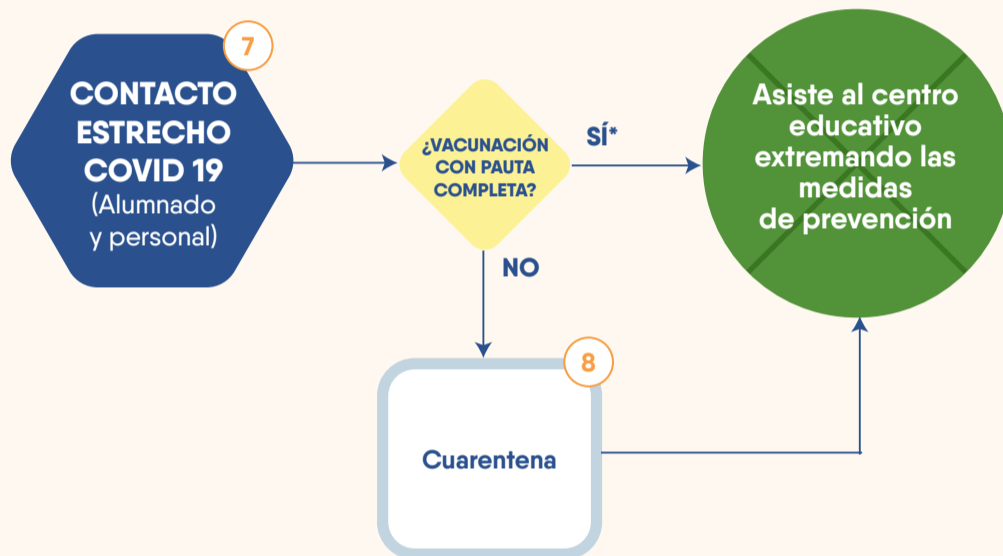 7
CONTACTO
ESTRECHO
COVID 19
(Alumnado
y personal)
¿VACUNACIÓN
CON PAUTA
COMPLETA?
SÍ*
Asiste al centro
educativo
extremando las
medidas
de prevención
NO
8
Cuarentena